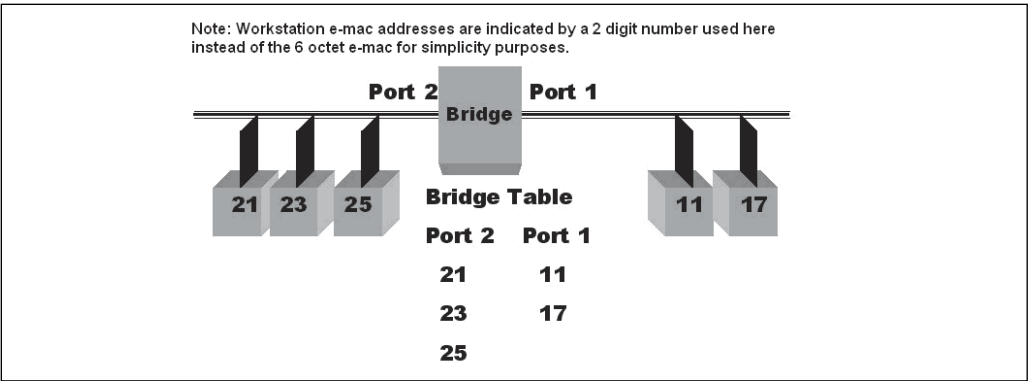 Note: Workstation e-mac addresses are indicated by a 2 digit number used here
instead of the 6 octet e-mac for simplicity purposes.
Port 2 Bridge Port 1
21 23 25 11 17
Bridge Table
Port 2 Port 1
21 11
23 17
25